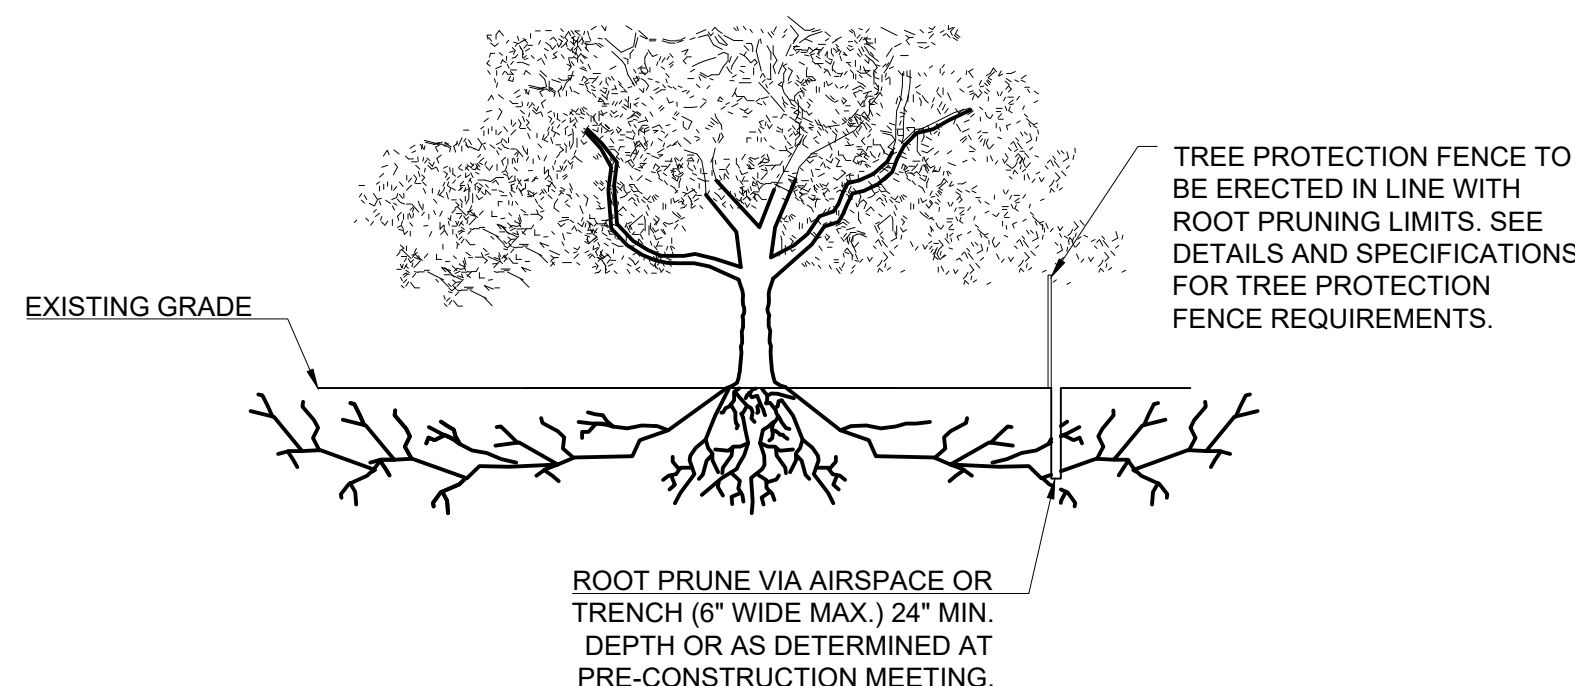 TREE PROTECTION FENCE TO
BE ERECTED IN LINE WITH
ROOT PRUNING LIMITS. SEE
DETAILS AND SPECIFICATIONS
FOR TREE PROTECTION
FENCE REQUIREMENTS.
EXISTING GRADE
ROOT PRUNE VIA AIRSPACE OR
TRENCH (6" WIDE MAX.) 24" MIN.
DEPTH OR AS DETERMINED AT
PRE-CONSTRUCTION MEETING.